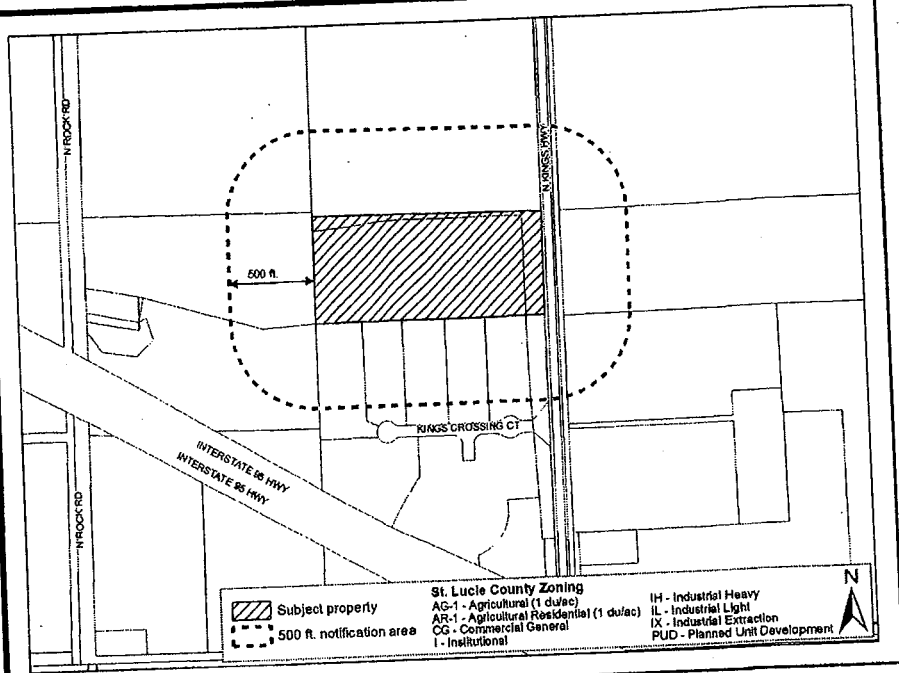 N ROCK RD
N KINGS HWY
500 ft.
KINGS CROSSING CT
INTERSTATE 95 HWY
INTERSTATE 95 HWY
N ROCK RD
St. Lucie County Zoning
Subject property
500 ft. notification area
AG-1 - Agricultural (1 du/ac)
AR-1 - Agricultural Residential (1 du/ac)
CG - Commercial General
I - Institutional
IH - Industrial Heavy
IL - Industrial Light
IX - Industrial Extraction
PUD - Planned Unit Development
N